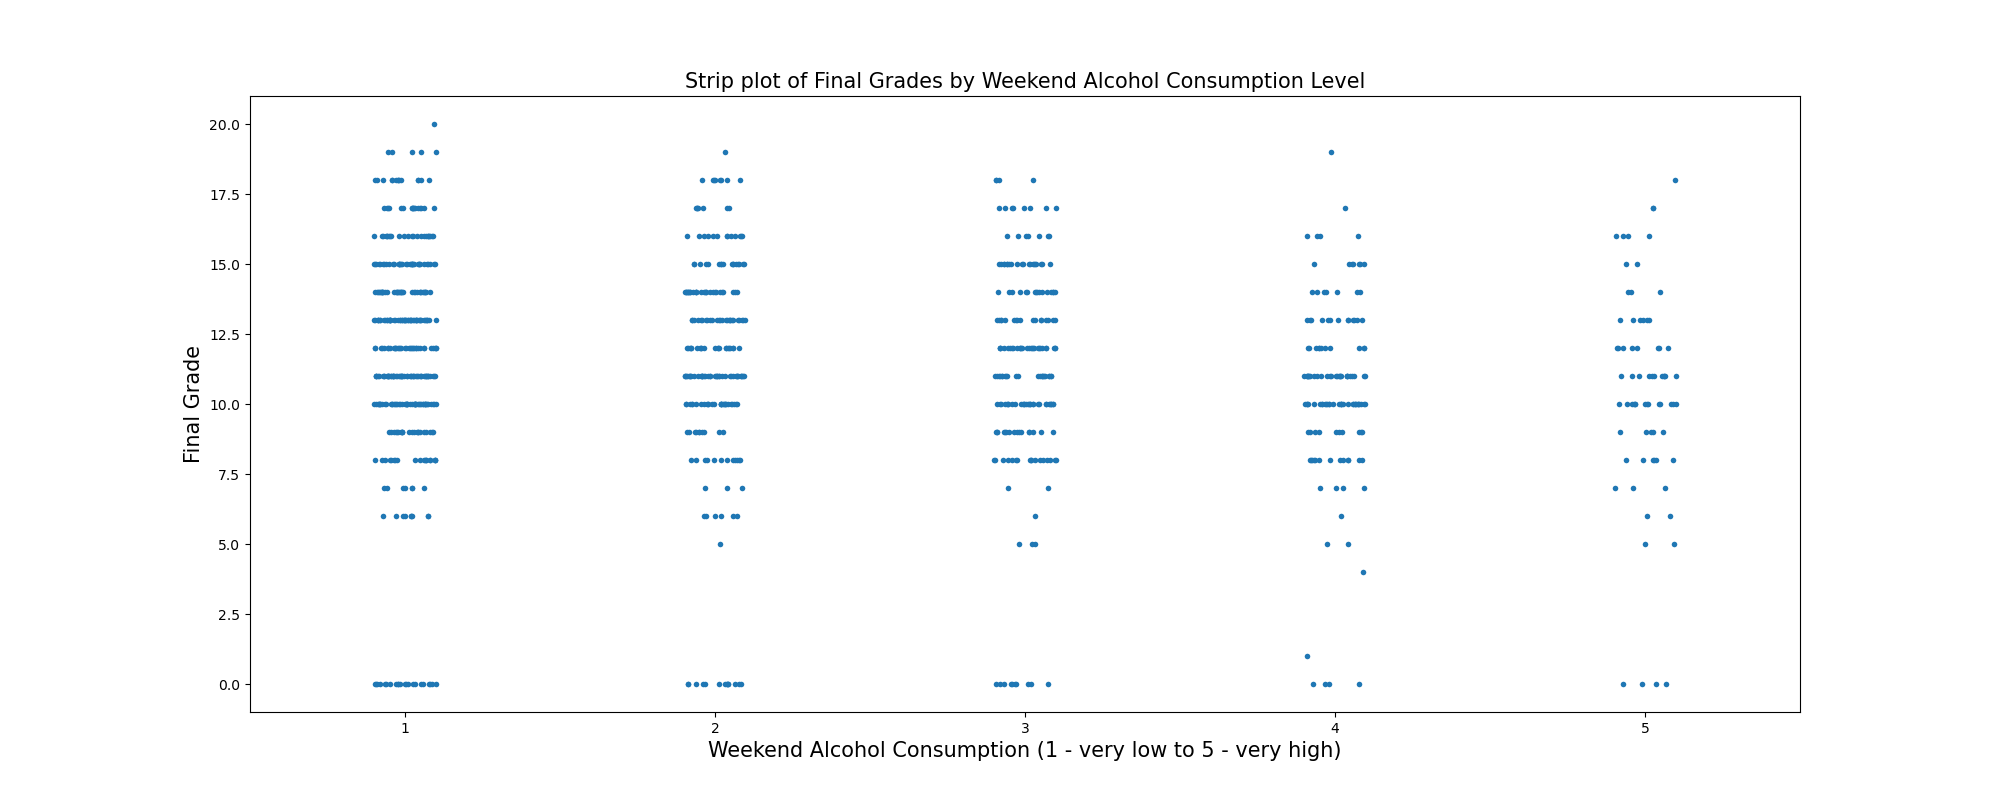 Strip plot of Final Grades by Weekend Alcohol Consumption Level
Final Grade
20.0
17.5
15.0
12.5
10.0
7.5
5.0
2.5
0.0
1 2 3 4 5
Weekend Alcohol Consumption (1 - very low to 5 - very high)